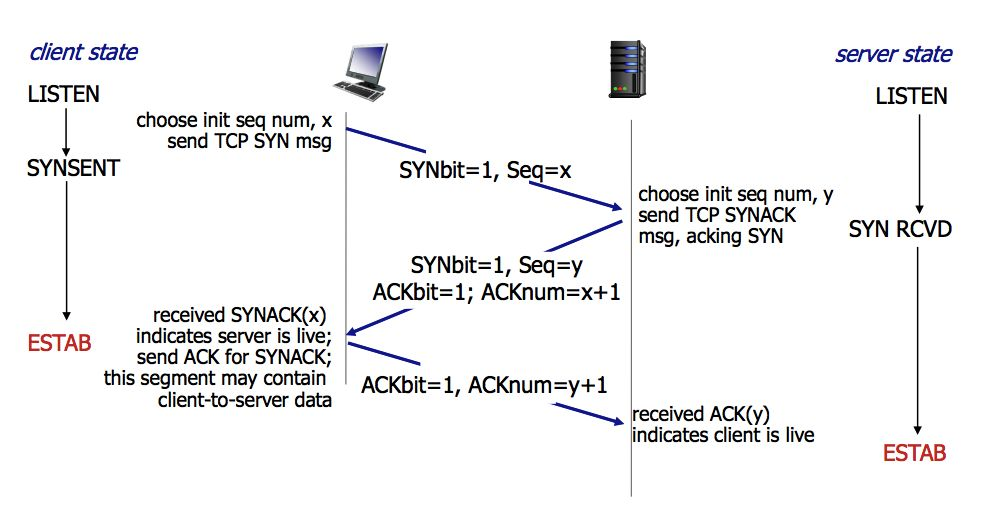 client state
server state
LISTEN
LISTEN
choose init seq num, x
send TCP SYN msg
SYNSENT
SYNbit=1, Seq=x
choose init seq num, y
send TCP SYNACK
msg, acking SYN
SYN RCVD
SYNbit=1, Seq=y
ACKbit=1; ACKnum=x+1
received SYNACK(x)
indicates server is live;
send ACK for SYNACK;
this segment may contain
client-to-server data
ESTAB
ACKbit=1, ACKnum=y+1
received ACK(y)
indicates client is live
ESTAB